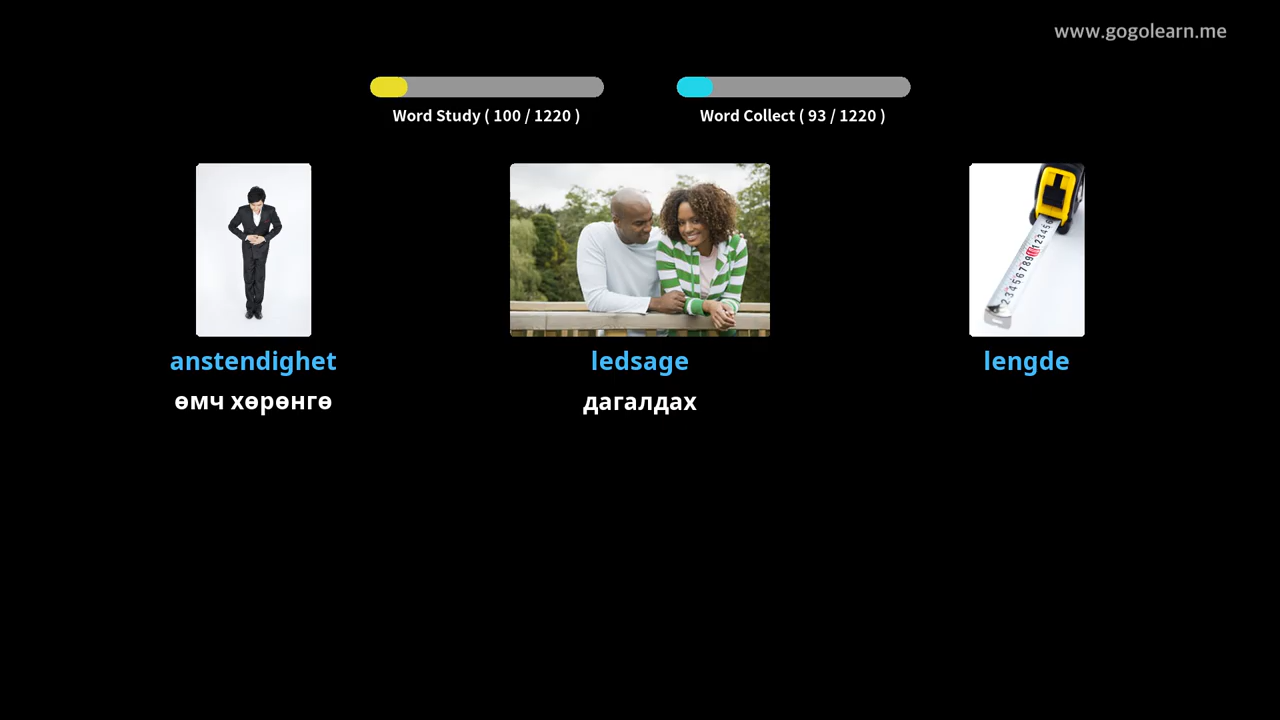 www.gogolearn.me
Word Study ( 100 / 1220 )
Word Collect ( 93 / 1220 )
anstendighet
ledsage
lengde
өмч хөрөнгө
дагалдах